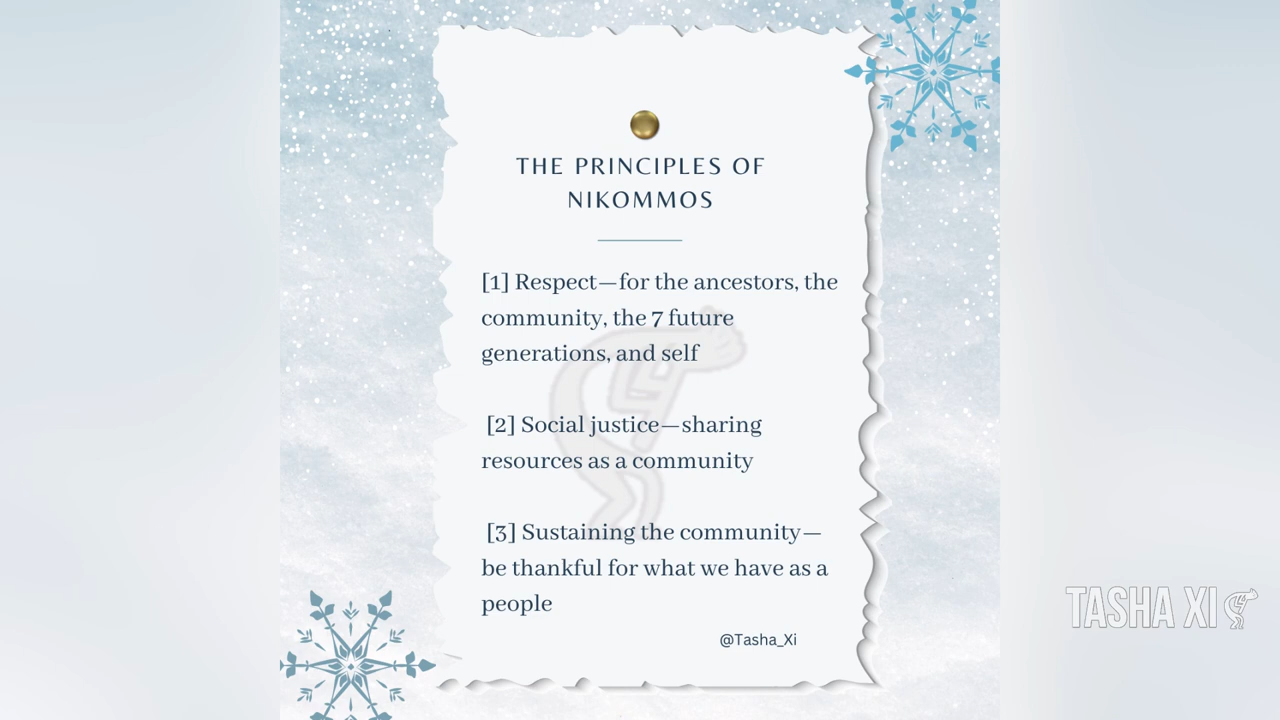 THE PRINCIPLES OF
NIKOMMOS
[1] Respect—for the ancestors, the
community, the 7 future
generations, and self
[2] Social justice—sharing
resources as a community
[3] Sustaining the community—
be thankful for what we have as a
people
@Tasha_Xi
TASHA XI